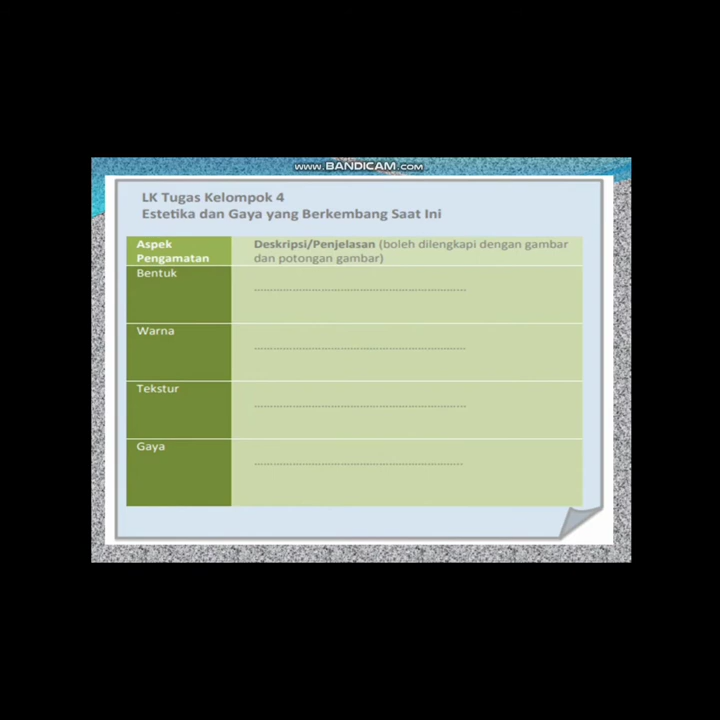 WWW.BANDICAM.COM
LK Tugas Kelompok 4
Estetika dan Gaya yang Berkembang Saat Ini
Aspek Pengamatan
Deskripsi/Penjelasan (boleh dilengkapi dengan gambar
dan potongan gambar)
Bentuk
................................................................................
Warna
................................................................................
Tekstur
................................................................................
Gaya
...............................................................................